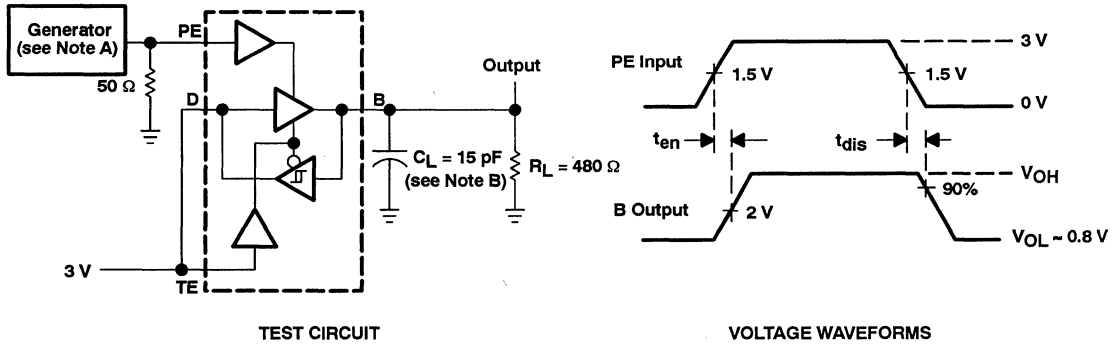 Generator
(see Note A)
PE
50 Ω
D
B
Output
C_L = 15 pF
(see Note B)
R_L = 480 Ω
3 V
TE
TEST CIRCUIT
PE Input
1.5 V
1.5 V
3 V
0 V
t_en
t_dis
B Output
2 V
V_OH
90%
V_OL ~ 0.8 V
VOLTAGE WAVEFORMS